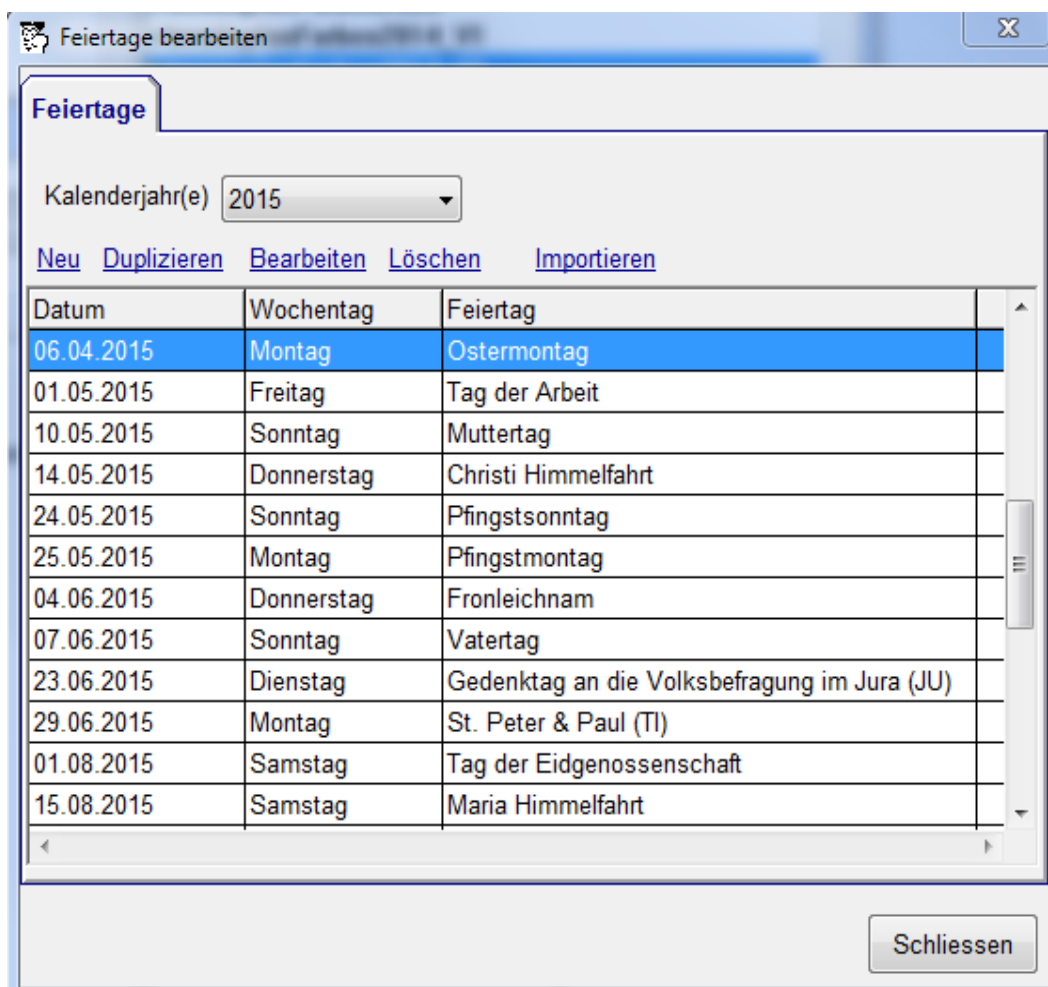 Feiertage bearbeiten
Feiertage
Kalenderjahr(e) 2015
Neu Duplizieren Bearbeiten Löschen Importieren
Datum Wochentag Feiertag
06.04.2015 Montag Ostermontag
01.05.2015 Freitag Tag der Arbeit
10.05.2015 Sonntag Muttertag
14.05.2015 Donnerstag Christi Himmelfahrt
24.05.2015 Sonntag Pfingstsonntag
25.05.2015 Montag Pfingstmontag
04.06.2015 Donnerstag Fronleichnam
07.06.2015 Sonntag Vatertag
23.06.2015 Dienstag Gedenktag an die Volksbefragung im Jura (JU)
29.06.2015 Montag St. Peter & Paul (TI)
01.08.2015 Samstag Tag der Eidgenossenschaft
15.08.2015 Samstag Maria Himmelfahrt
Schliessen